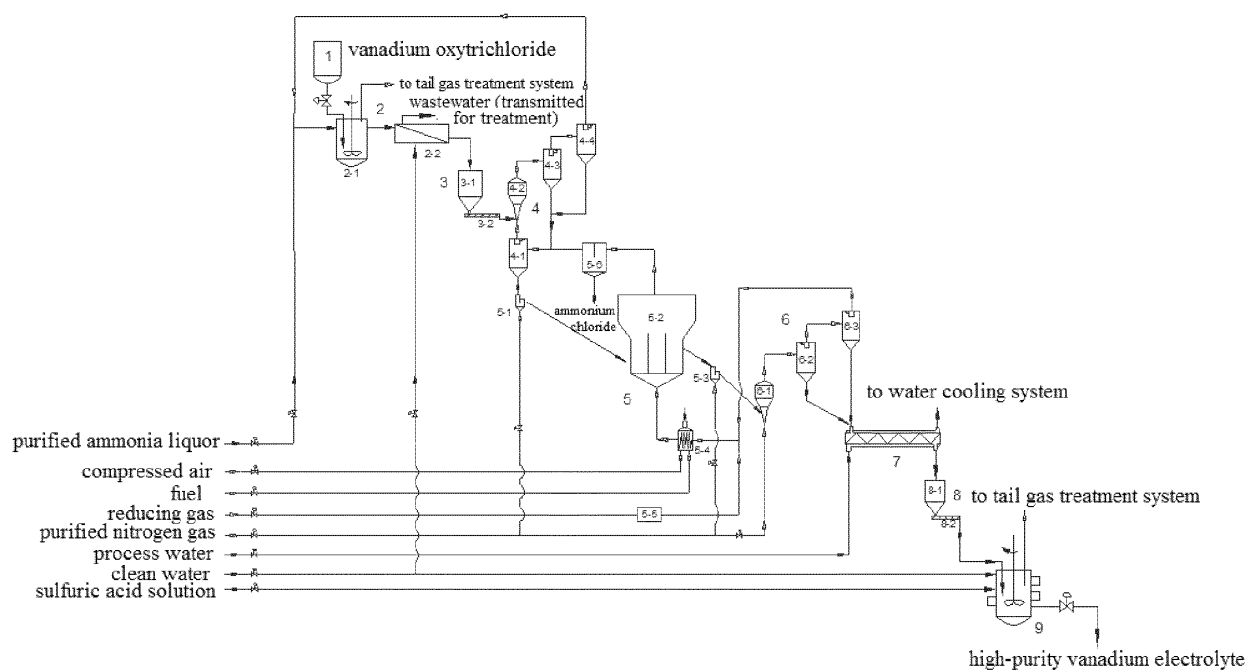 1
vanadium oxytrichloride
to tail gas treatment system
2
wastewater (transmitted
for treatment)
2-1
2-2
3
3-1
3-2
4
4-1
4-2
4-3
4-4
5-6
ammonium
chloride
5-1
5-2
5
5-3
5-4
6
6-1
6-2
6-3
to water cooling system
7
8-1
8
8-2
to tail gas treatment system
purified ammonia liquor
compressed air
fuel
reducing gas
5-5
purified nitrogen gas
process water
clean water
sulfuric acid solution
9
high-purity vanadium electrolyte